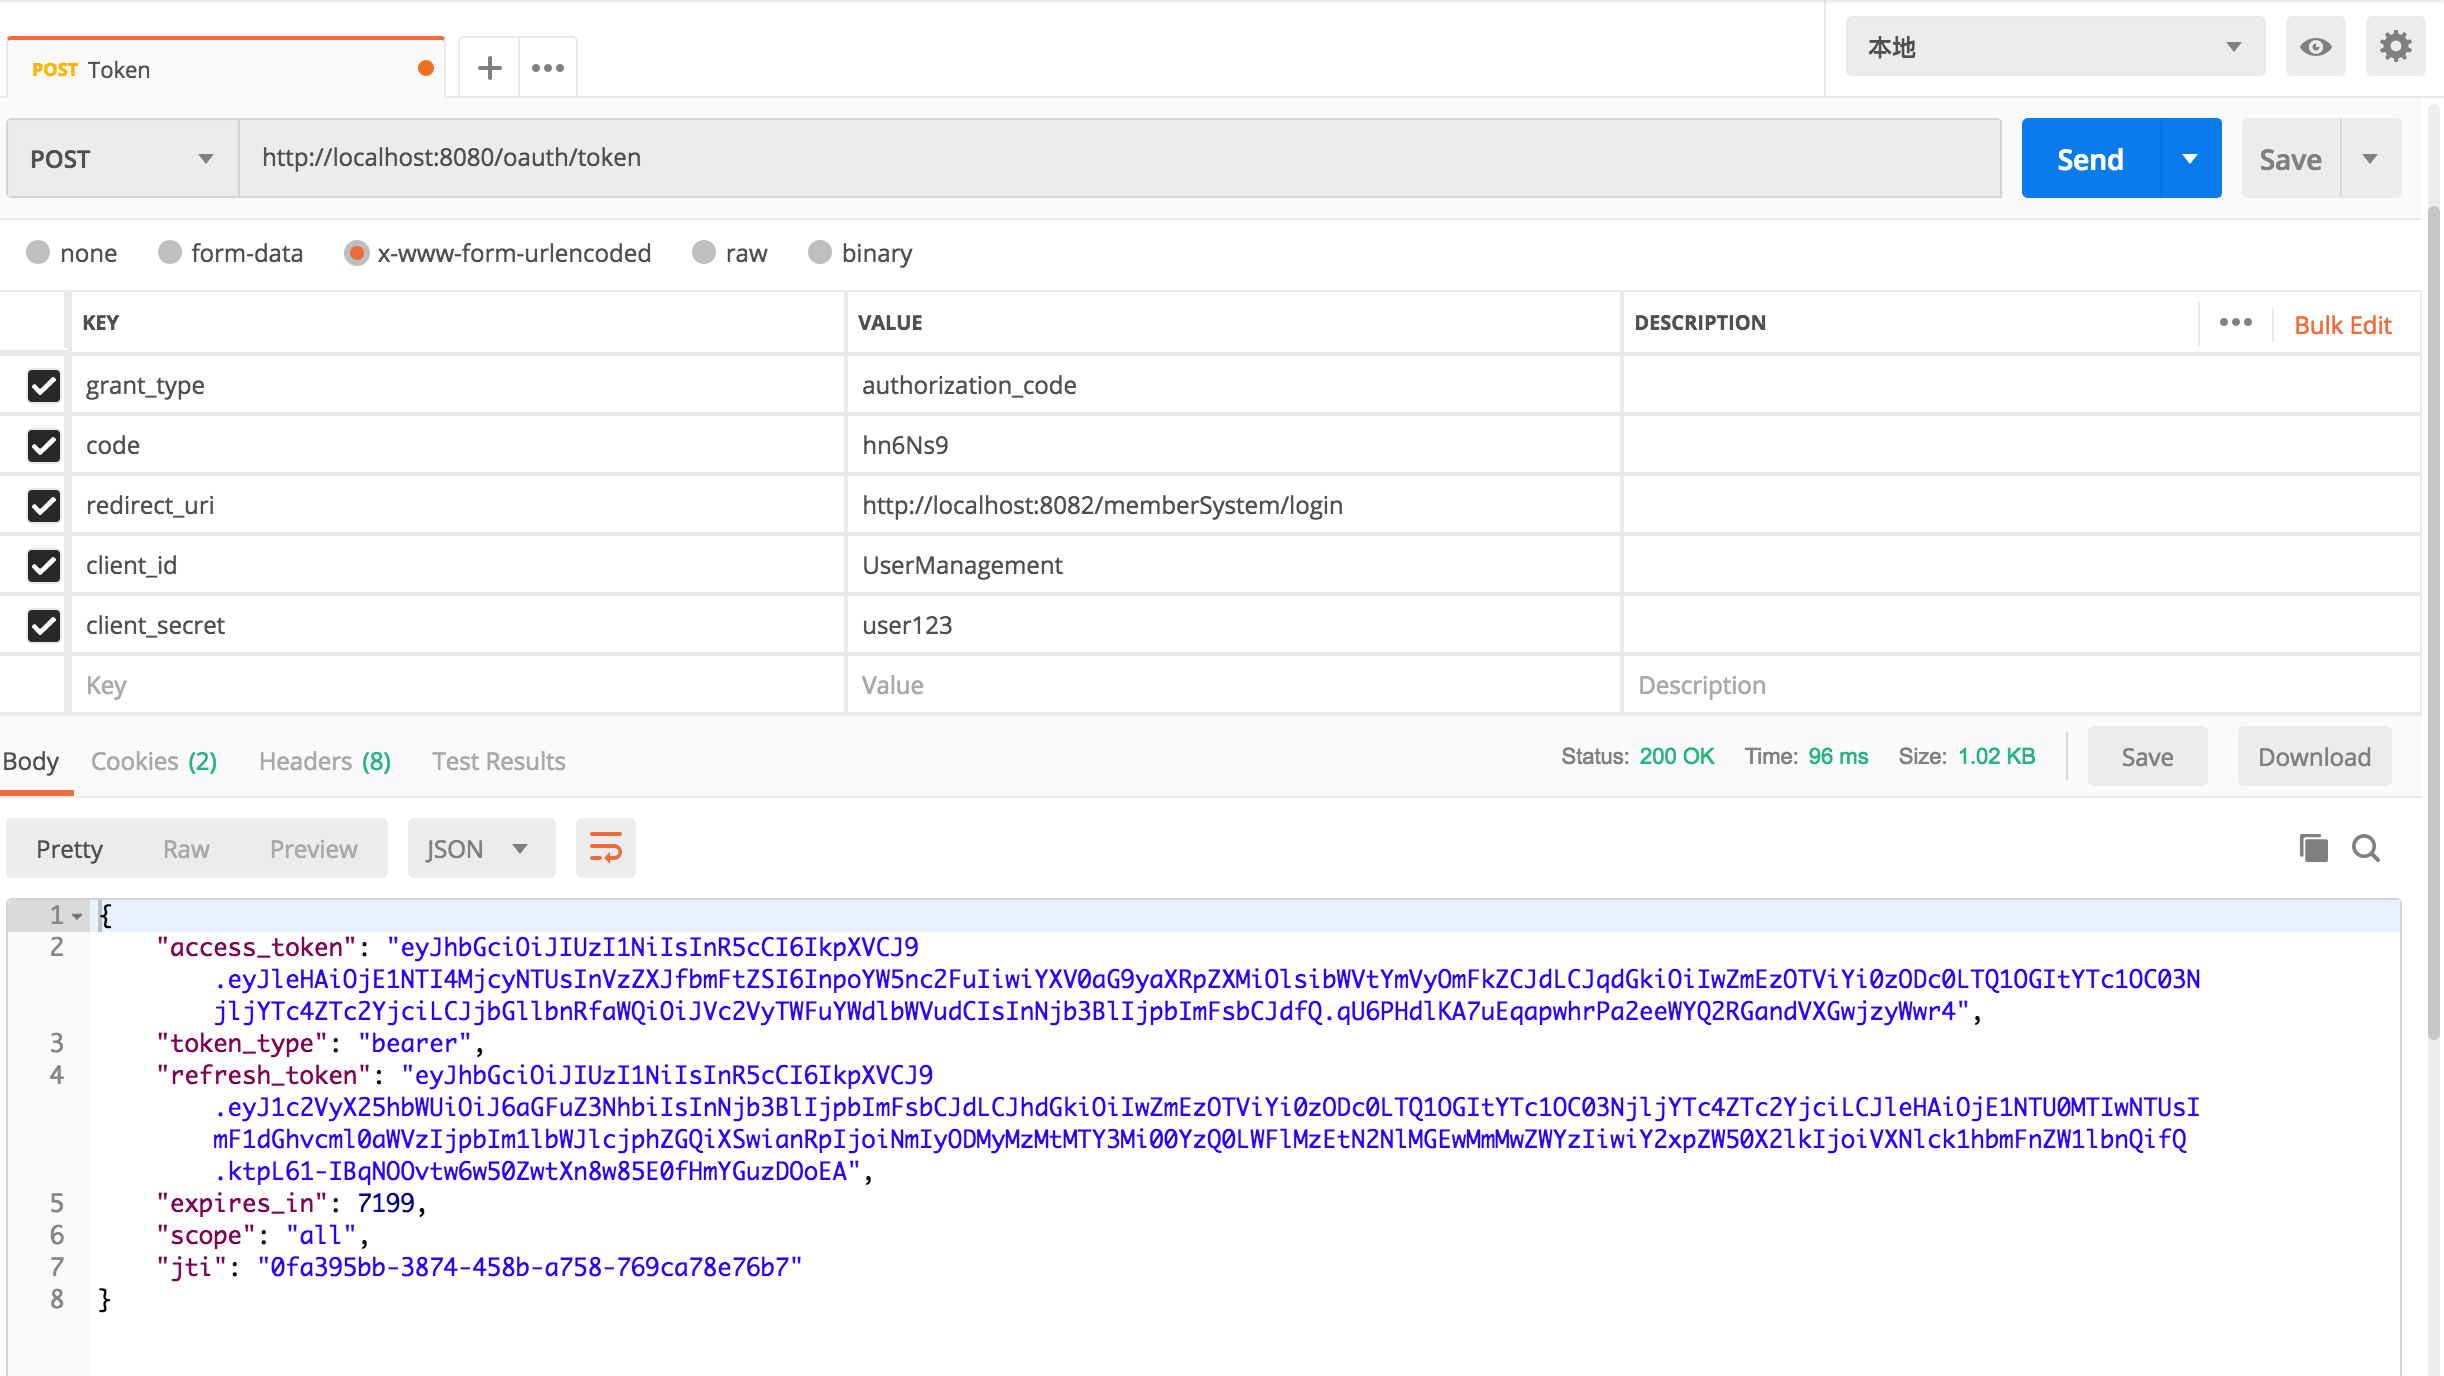 POST Token
本地
POST http://localhost:8080/oauth/token Send Save
none form-data x-www-form-urlencoded raw binary
KEY VALUE DESCRIPTION Bulk Edit
grant_type authorization_code
code hn6Ns9
redirect_uri http://localhost:8082/memberSystem/login
client_id UserManagement
client_secret user123
Key Value Description
Body Cookies (2) Headers (8) Test Results Status: 200 OK Time: 96 ms Size: 1.02 KB Save Download
Pretty Raw Preview JSON
1 {
2 "access_token": "eyJhbGciOiJIUzI1NiIsInR5cCI6IkpXVCJ9
.eyJleHAiOjE1NTI4MjcyNTUsInVzZXJfbmFtZSI6InpoYW5nc2FuIiwiYXV0aG9yaXRpZXMiOlsibWVtYmVyOmFkZCJdLCJqdGkiOiIwZmEzOTViYi0zODc0LTQ1OGItYTc1OC03N
jljYTc4ZTc2YjciLCJjbGllbnRfaWQiOiJVc2VyTWFuYWdlbWVudCIsInNjb3BlIjpbImFsbCJdfQ.qU6PHdlKA7uEqapwhrPa2eeWYQ2RGandVXGwjzyWwr4",
3 "token_type": "bearer",
4 "refresh_token": "eyJhbGciOiJIUzI1NiIsInR5cCI6IkpXVCJ9
.eyJ1c2VyX25hbWUiOiJ6aGFuZ3NhbiIsInNjb3BlIjpbImFsbCJdLCJhdGkiOiIwZmEzOTViYi0zODc0LTQ1OGItYTc1OC03NjljYTc4ZTc2YjciLCJleHAiOjE1NTU0MTIwNTUsI
mF1dGhvcml0aWVzIjpbIm1lbWJlcjphZGQiXSwianRpIjoiNmIyODMyMzMtMTY3Mi00YzQ0LWFlMzEtN2NlMGEwMmMwZWYzIiwiY2xpZW50X2lkIjoiVXNlck1hbmFnZW1lbnQifQ
.ktpL61-IBqNOOvtw6w50ZwtXn8w85E0fHmYGuzDOoEA",
5 "expires_in": 7199,
6 "scope": "all",
7 "jti": "0fa395bb-3874-458b-a758-769ca78e76b7"
8 }